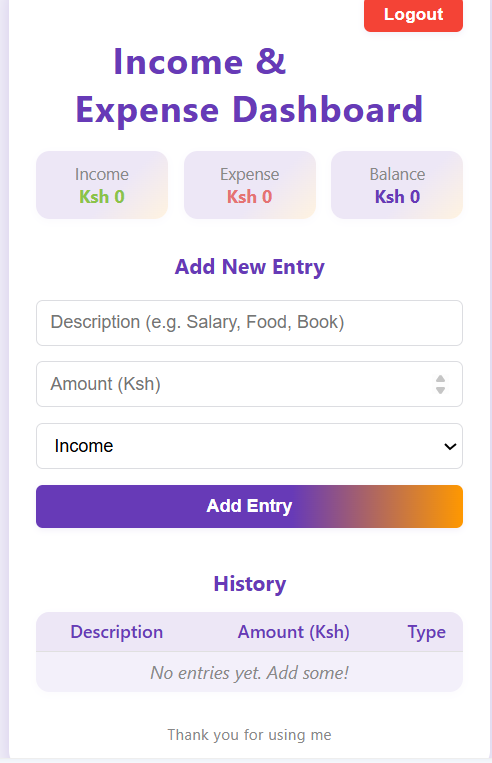 Logout
Income &
Expense Dashboard
Income
Ksh 0
Expense
Ksh 0
Balance
Ksh 0
Add New Entry
Description (e.g. Salary, Food, Book)
Amount (Ksh)
Income
Add Entry
History
Description Amount (Ksh) Type
No entries yet. Add some!
Thank you for using me